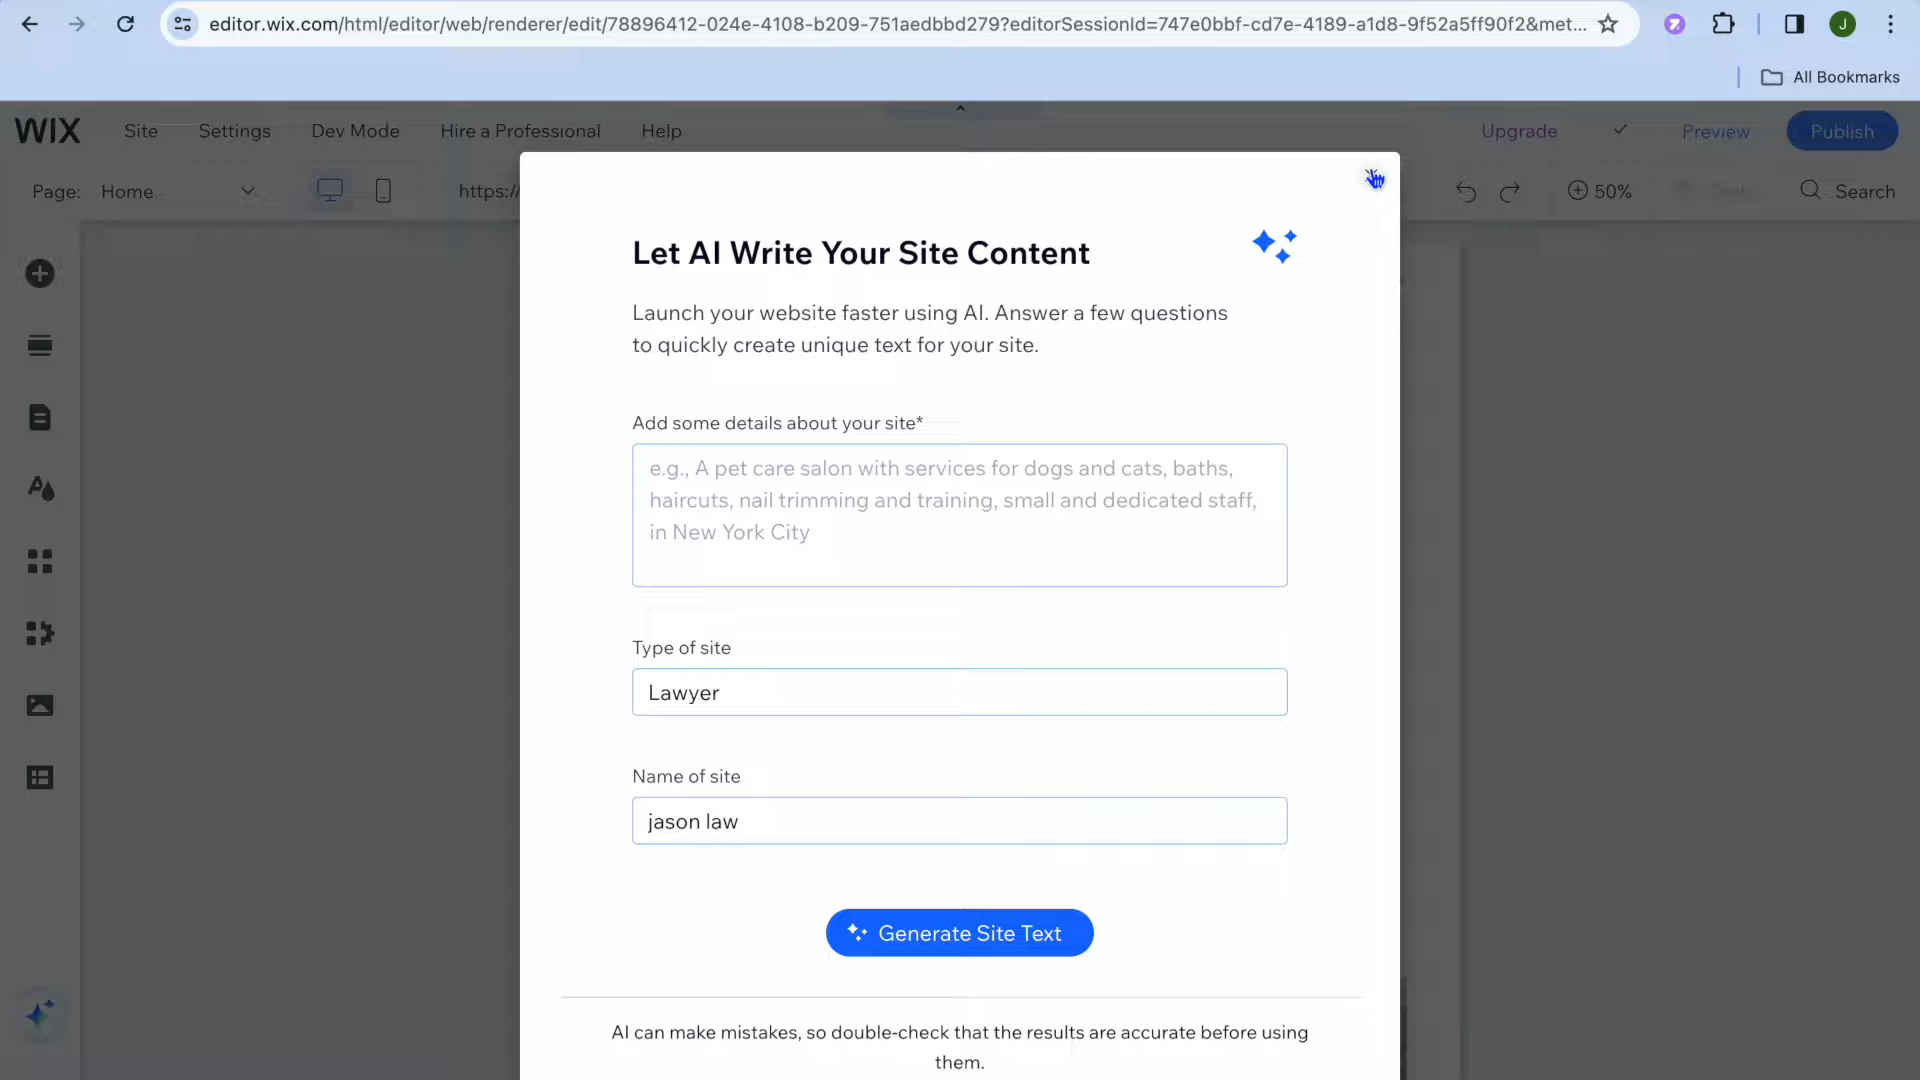 editor.wix.com/html/editor/web/renderer/edit/78896412-024e-4108-b209-751aedbbd279?editorSessionId=747e0bbf-cd7e-4189-a1d8-9f52a5ff90f2&met...
J
All Bookmarks
WIX
Site
Settings
Dev Mode
Hire a Professional
Help
Upgrade
Preview
Publish
Page: Home
https://
50%
Search
Let AI Write Your Site Content
Launch your website faster using AI. Answer a few questions
to quickly create unique text for your site.
Add some details about your site*
e.g., A pet care salon with services for dogs and cats, baths,
haircuts, nail trimming and training, small and dedicated staff,
in New York City
Type of site
Lawyer
Name of site
jason law
Generate Site Text
AI can make mistakes, so double-check that the results are accurate before using
them.